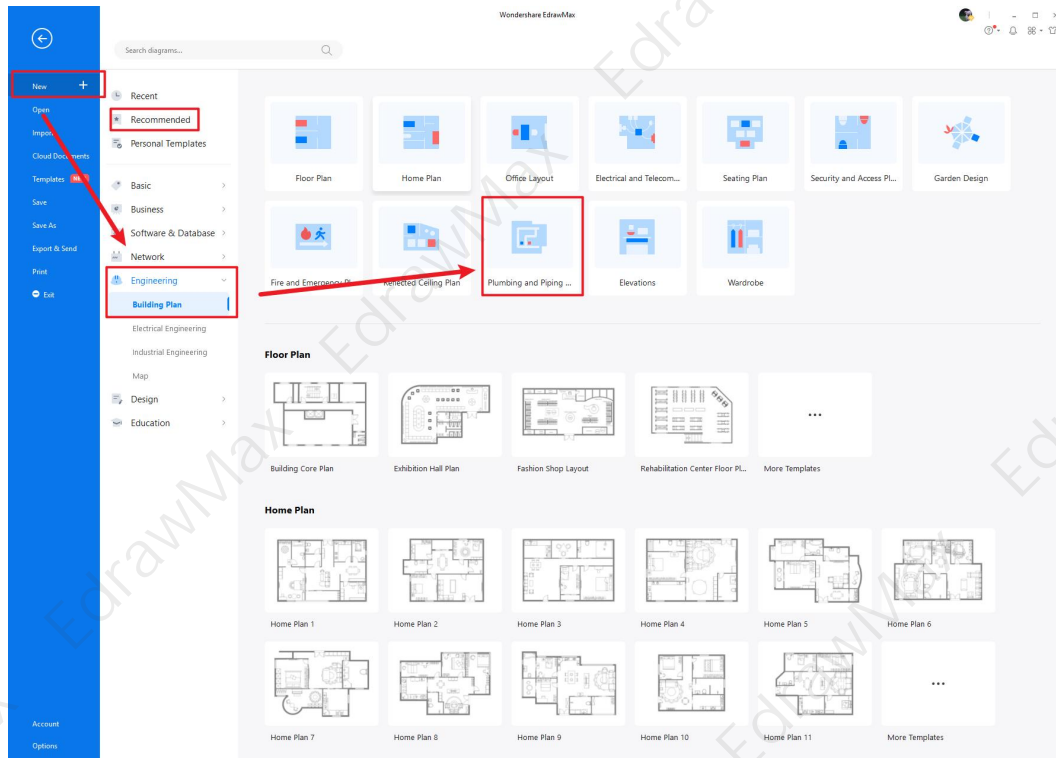 Wondershare EdrawMax
Search diagrams...
New +
Open
Import
Cloud Documents
Templates
Save
Save As
Export & Send
Print
Exit
Account
Options
Recent
Recommended
Personal Templates
Basic
Business
Software & Database
Network
Engineering
Building Plan
Electrical Engineering
Industrial Engineering
Map
Design
Education
Floor Plan
Home Plan
Office Layout
Electrical and Telecom...
Seating Plan
Security and Access Pl...
Garden Design
Fire and Emergency Pl...
Reflected Ceiling Plan
Plumbing and Piping ...
Elevations
Wardrobe
Floor Plan
Building Core Plan
Exhibition Hall Plan
Fashion Shop Layout
Rehabilitation Center Floor Pl...
More Templates
Home Plan
Home Plan 1
Home Plan 2
Home Plan 3
Home Plan 4
Home Plan 5
Home Plan 6
Home Plan 7
Home Plan 8
Home Plan 9
Home Plan 10
Home Plan 11
More Templates
EdrawMax
EdrawMax
EdrawMax